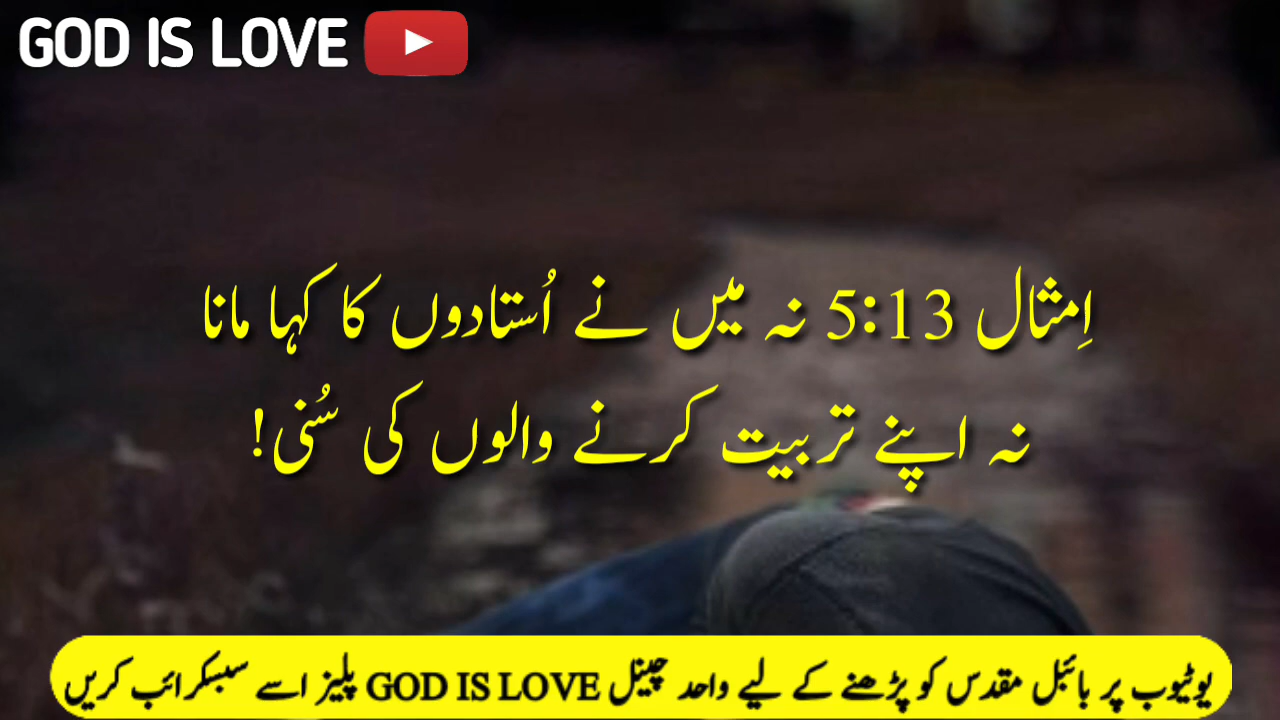 GOD IS LOVE
اِمثال 5:13 نہ میں نے اُستادوں کا کہا مانا
نہ اپنے تربیت کرنے والوں کی سُنی!
یوٹیوب پر بائبل مقدس کو پڑھنے کے لیے واحد چینل GOD IS LOVE پلیز اسے سبسکرائب کریں